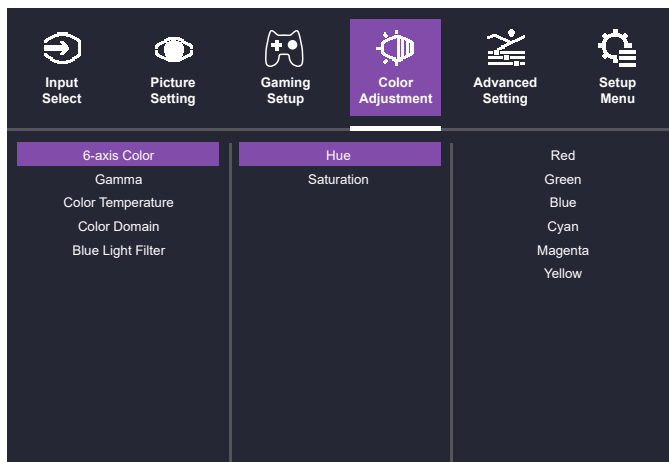 Input
Select
Picture
Setting
Gaming
Setup
Color
Adjustment
Advanced
Setting
Setup
Menu
6-axis Color
Gamma
Color Temperature
Color Domain
Blue Light Filter
Hue
Saturation
Red
Green
Blue
Cyan
Magenta
Yellow